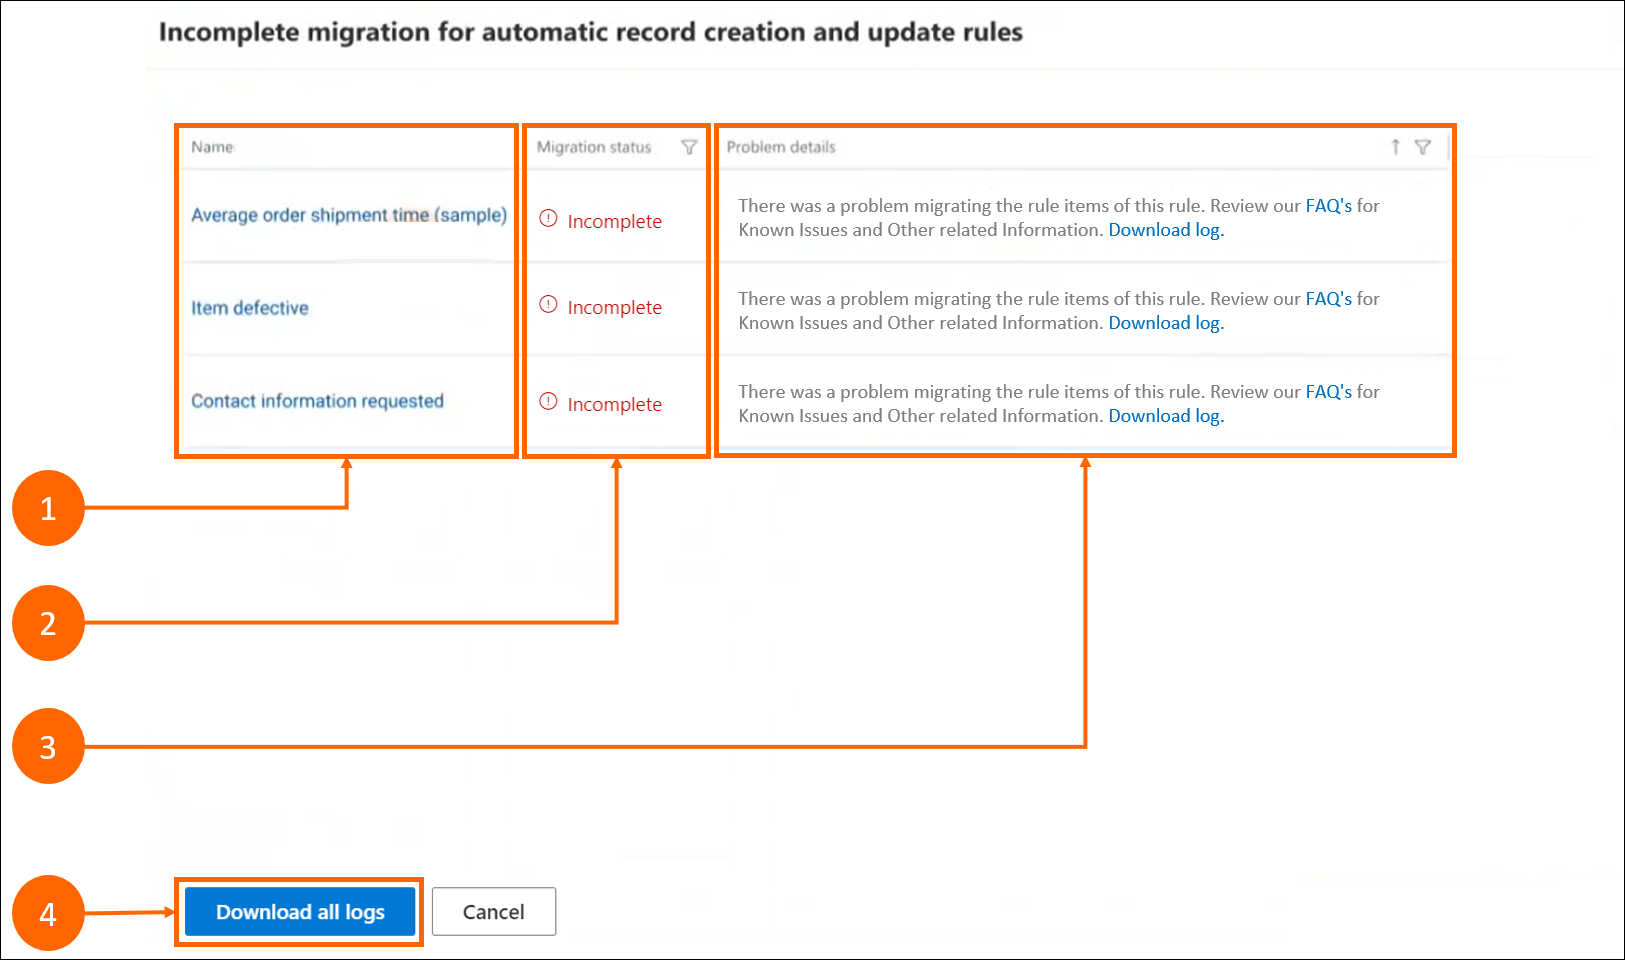 Incomplete migration for automatic record creation and update rules
Name
Migration status
Problem details
Average order shipment time (sample)
Incomplete
There was a problem migrating the rule items of this rule. Review our FAQ's for
Known Issues and Other related Information. Download log.
Item defective
Incomplete
There was a problem migrating the rule items of this rule. Review our FAQ's for
Known Issues and Other related Information. Download log.
Contact information requested
Incomplete
There was a problem migrating the rule items of this rule. Review our FAQ's for
Known Issues and Other related Information. Download log.
1
2
3
4
Download all logs
Cancel